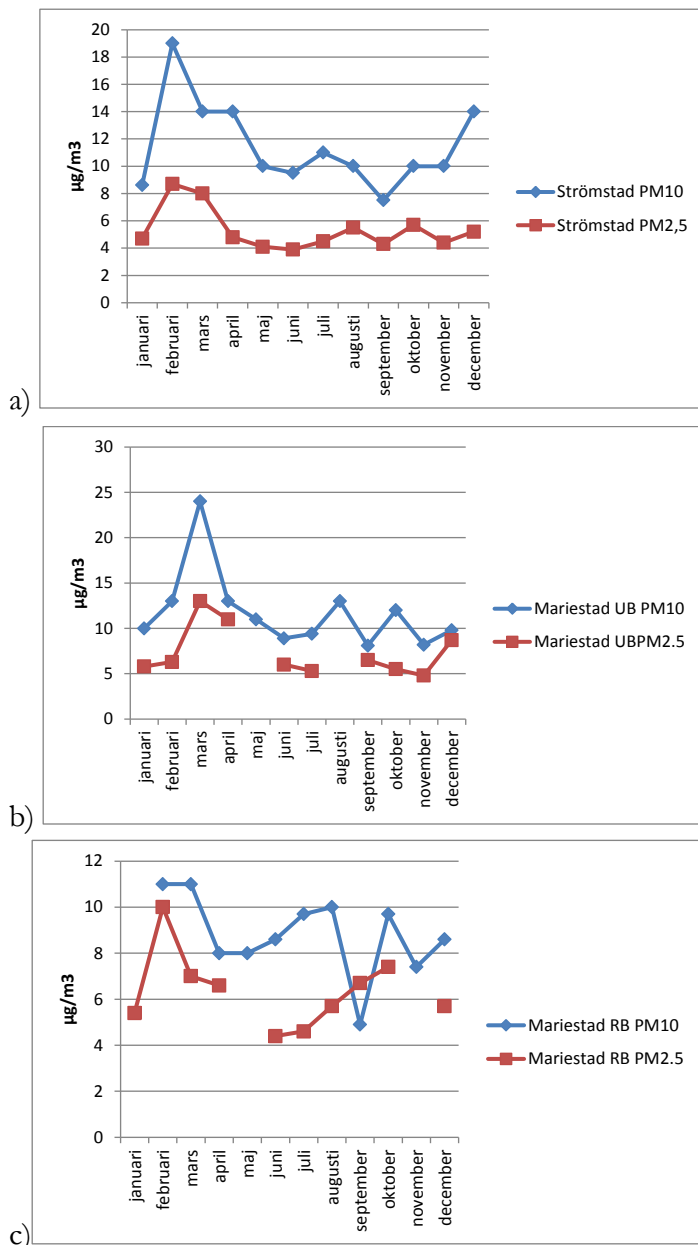 20
18
16
14
12
10
8
6
4
2
0
µg/m3
januari
februari
mars
april
maj
juni
juli
augusti
september
oktober
november
december
Strömstad PM10
Strömstad PM2,5
a)
30
25
20
15
10
5
0
µg/m3
januari
februari
mars
april
maj
juni
juli
augusti
september
oktober
november
december
Mariestad UB PM10
Mariestad UBPM2.5
b)
12
10
8
6
4
2
0
µg/m3
januari
februari
mars
april
maj
juni
juli
augusti
september
oktober
november
december
Mariestad RB PM10
Mariestad RB PM2.5
c)